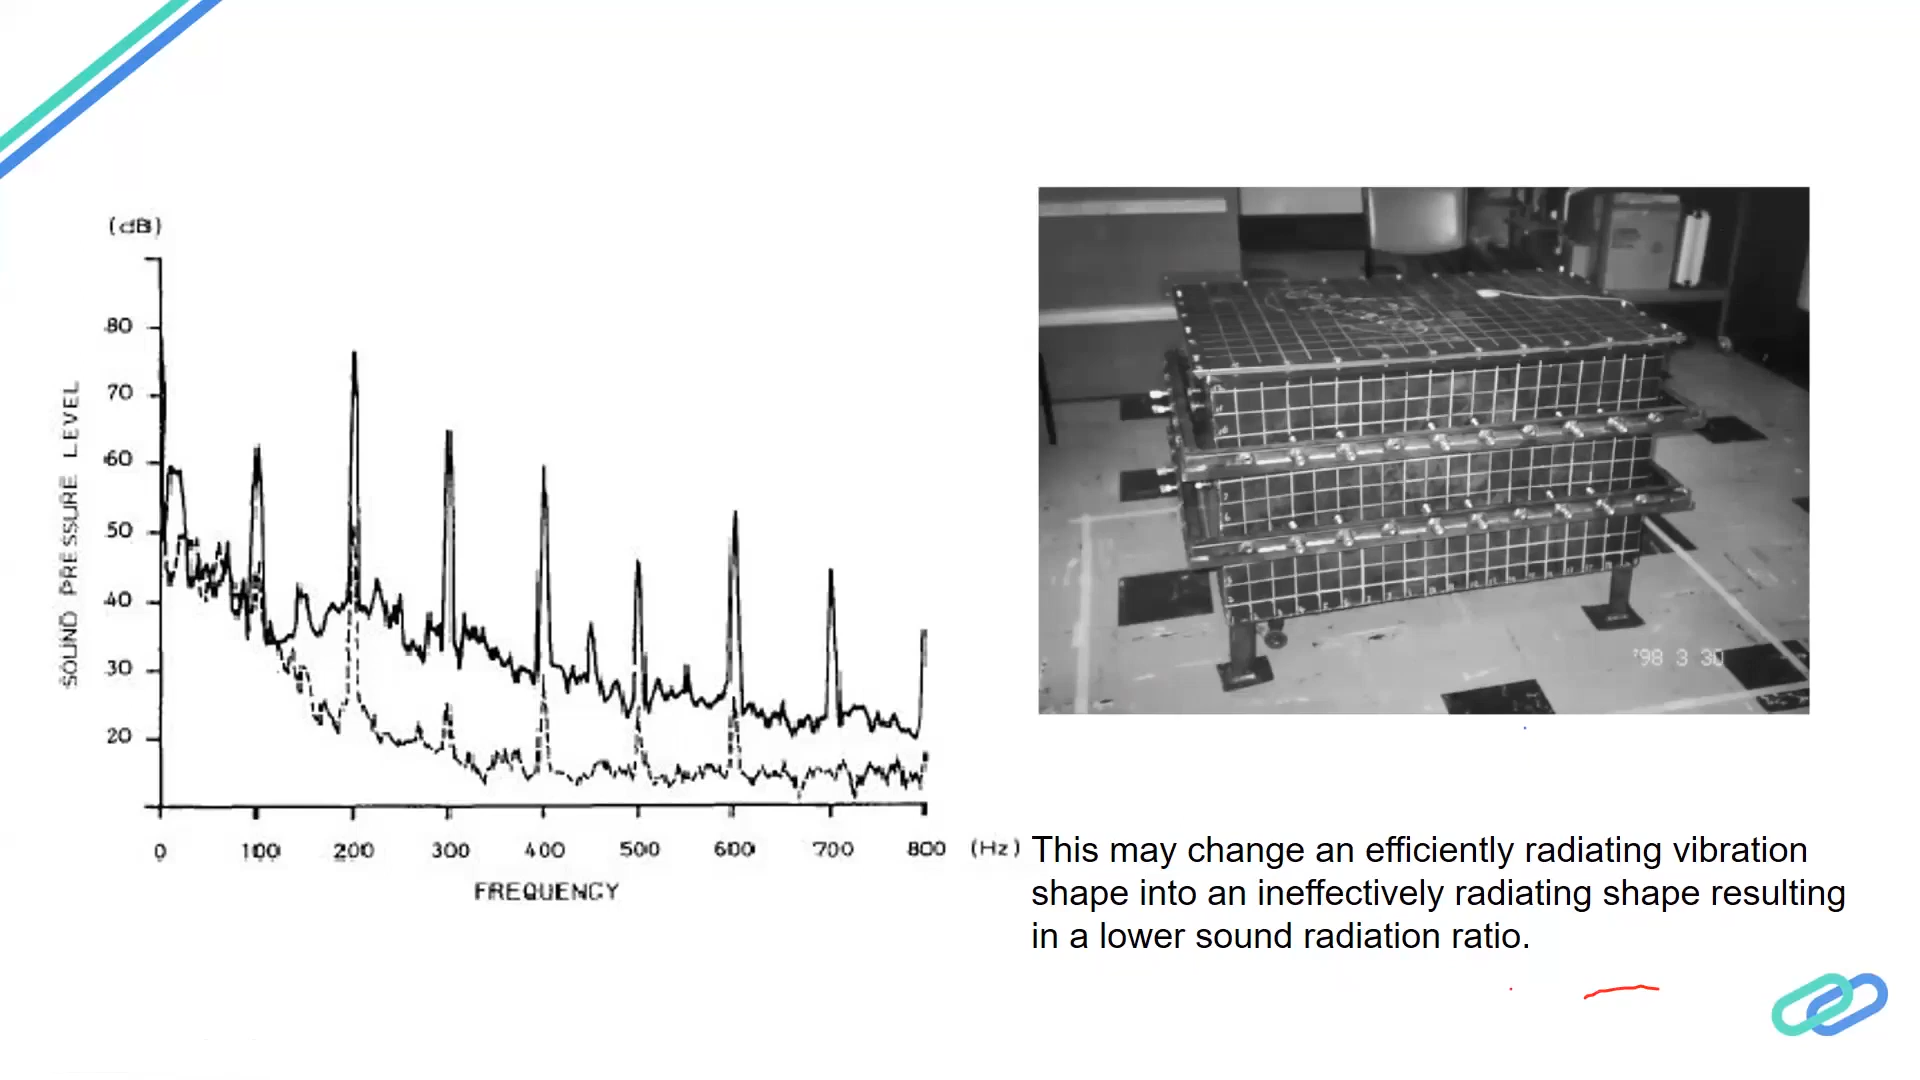 (dB)
80
70
60
50
40
30
20
SOUND PRESSURE LEVEL
0 100 200 300 400 500 600 700 800 (Hz)
FREQUENCY
'98 3 30
This may change an efficiently radiating vibration
shape into an ineffectively radiating shape resulting
in a lower sound radiation ratio.